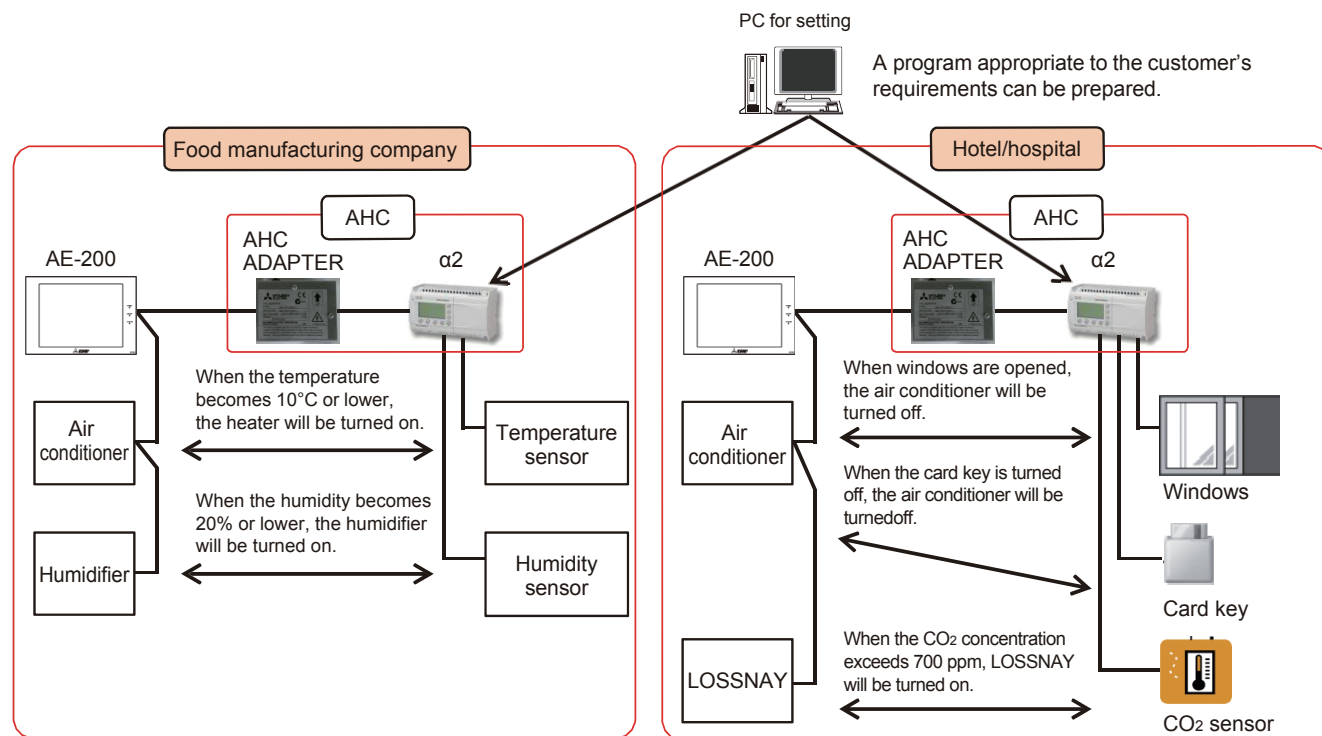 PC for setting
A program appropriate to the customer's
requirements can be prepared.
Food manufacturing company
AHC
AE-200
AHC
ADAPTER
α2
When the temperature
becomes 10°C or lower,
the heater will be turned on.
Air
conditioner
Temperature
sensor
When the humidity becomes
20% or lower, the humidifier
will be turned on.
Humidifier
Humidity
sensor
Hotel/hospital
AHC
AE-200
AHC
ADAPTER
α2
When windows are opened,
the air conditioner will be
turned off.
Air
conditioner
Windows
When the card key is turned
off, the air conditioner will be
turnedoff.
Card key
When the CO2 concentration
exceeds 700 ppm, LOSSNAY
will be turned on.
LOSSNAY
CO2 sensor